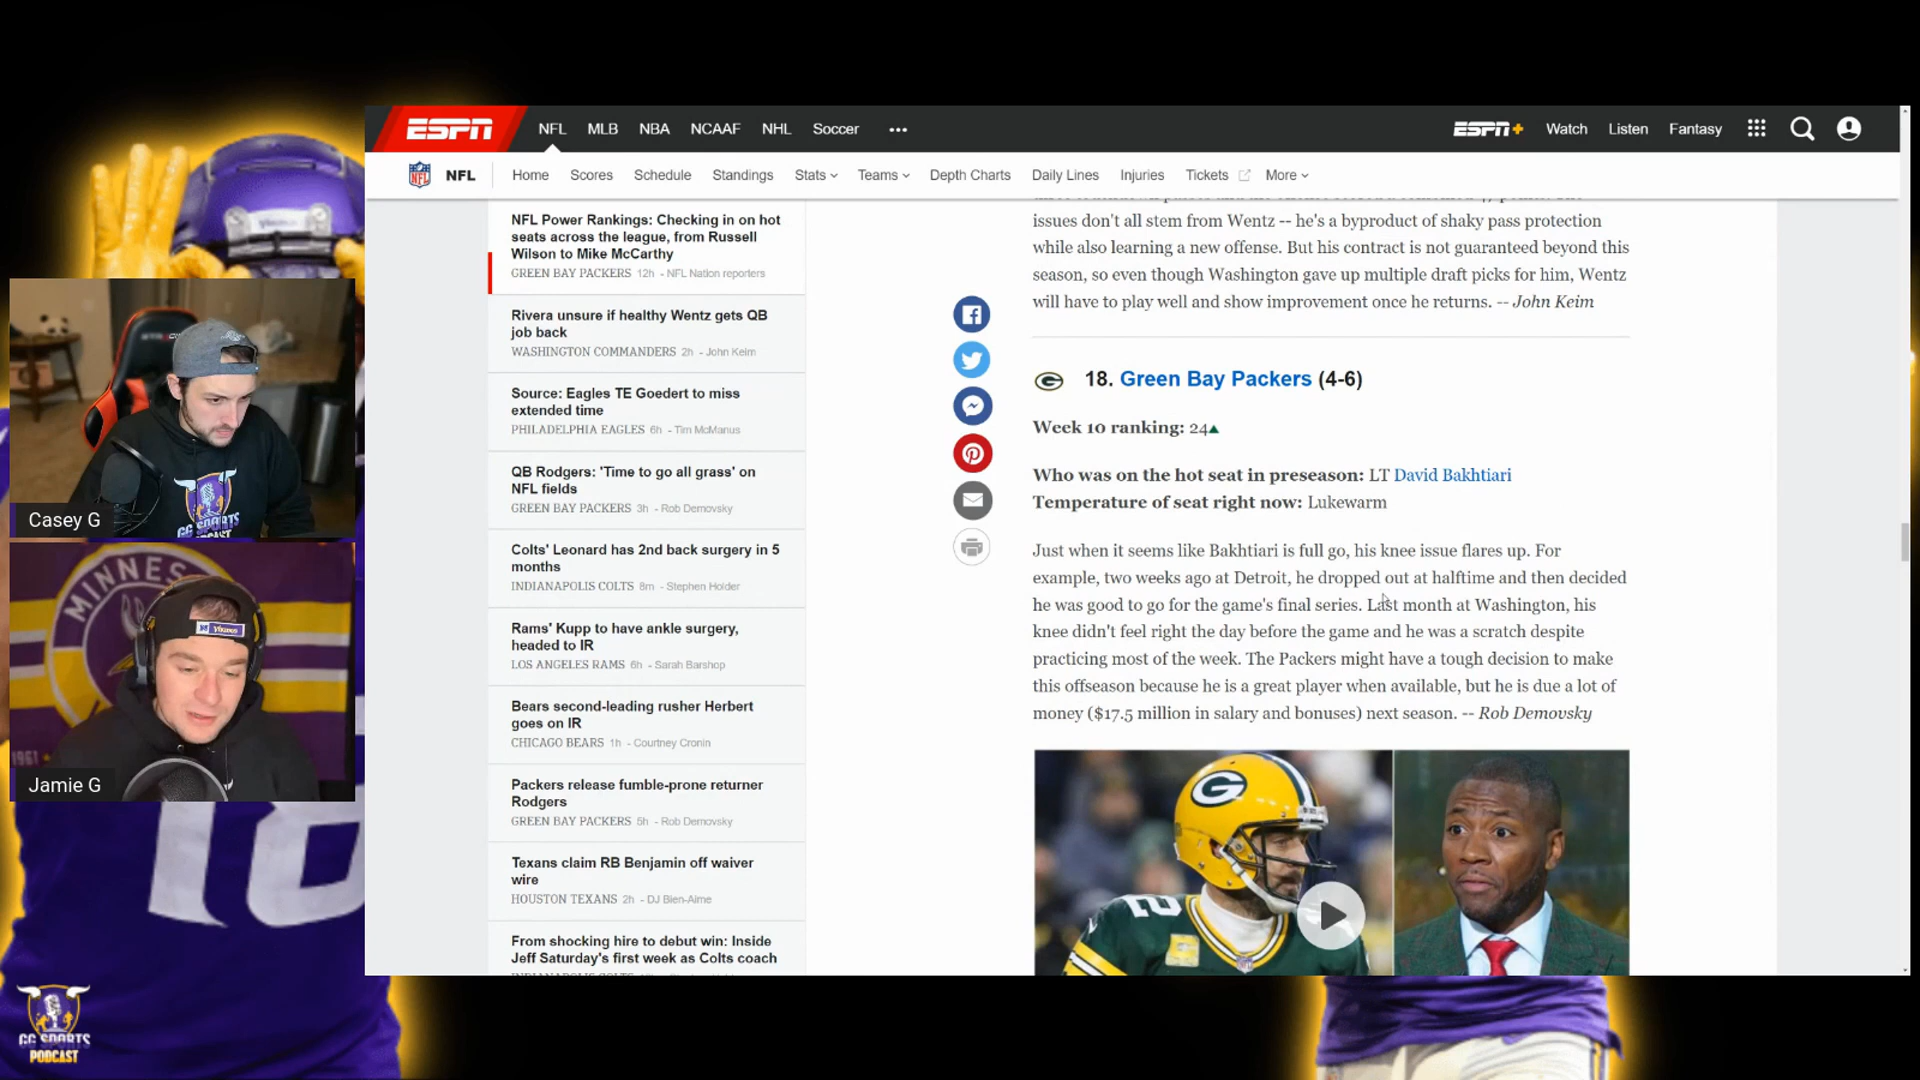 ESPN
NFL MLB NBA NCAAF NHL Soccer •••
ESPN+ Watch Listen Fantasy
NFL Home Scores Schedule Standings Stats Teams Depth Charts Daily Lines Injuries Tickets More
NFL Power Rankings: Checking in on hot
seats across the league, from Russell
Wilson to Mike McCarthy
GREEN BAY PACKERS 12h - NFL Nation reporters
Rivera unsure if healthy Wentz gets QB
job back
WASHINGTON COMMANDERS 2h - John Keim
Source: Eagles TE Goedert to miss
extended time
PHILADELPHIA EAGLES 6h - Tim McManus
QB Rodgers: 'Time to go all grass' on
NFL fields
GREEN BAY PACKERS 3h - Rob Demovsky
Colts' Leonard has 2nd back surgery in 5
months
INDIANAPOLIS COLTS 8m - Stephen Holder
Rams' Kupp to have ankle surgery,
headed to IR
LOS ANGELES RAMS 6h - Sarah Barshop
Bears second-leading rusher Herbert
goes on IR
CHICAGO BEARS 1h - Courtney Cronin
Packers release fumble-prone returner
Rodgers
GREEN BAY PACKERS 5h - Rob Demovsky
Texans claim RB Benjamin off waiver
wire
HOUSTON TEXANS 2h - DJ Bien-Aime
From shocking hire to debut win: Inside
Jeff Saturday's first week as Colts coach
issues don't all stem from Wentz -- he's a byproduct of shaky pass protection
while also learning a new offense. But his contract is not guaranteed beyond this
season, so even though Washington gave up multiple draft picks for him, Wentz
will have to play well and show improvement once he returns. -- John Keim
18. Green Bay Packers (4-6)
Week 10 ranking: 24
Who was on the hot seat in preseason: LT David Bakhtiari
Temperature of seat right now: Lukewarm
Just when it seems like Bakhtiari is full go, his knee issue flares up. For
example, two weeks ago at Detroit, he dropped out at halftime and then decided
he was good to go for the game's final series. Last month at Washington, his
knee didn't feel right the day before the game and he was a scratch despite
practicing most of the week. The Packers might have a tough decision to make
this offseason because he is a great player when available, but he is due a lot of
money ($17.5 million in salary and bonuses) next season. -- Rob Demovsky
Casey G
GG SPORTS
MINNES
1961
Jamie G
GG SPORTS
PODCAST